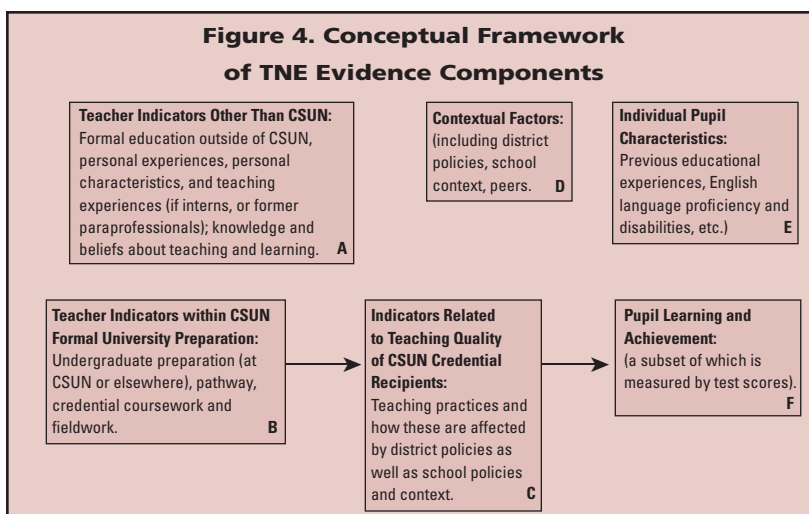 Figure 4. Conceptual Framework
of TNE Evidence Components
Teacher Indicators Other Than CSUN:
Formal education outside of CSUN,
personal experiences, personal
characteristics, and teaching
experiences (if interns, or former
paraprofessionals); knowledge and
beliefs about teaching and learning. A
Contextual Factors:
(including district
policies, school
context, peers. D
Individual Pupil
Characteristics:
Previous educational
experiences, English
language proficiency and
disabilities, etc.) E
Teacher Indicators within CSUN
Formal University Preparation:
Undergraduate preparation (at
CSUN or elsewhere), pathway,
credential coursework and
fieldwork. B
Indicators Related
to Teaching Quality
of CSUN Credential
Recipients:
Teaching practices and
how these are affected
by district policies as
well as school policies
and context. C
Pupil Learning and
Achievement:
(a subset of which is
measured by test scores).
F